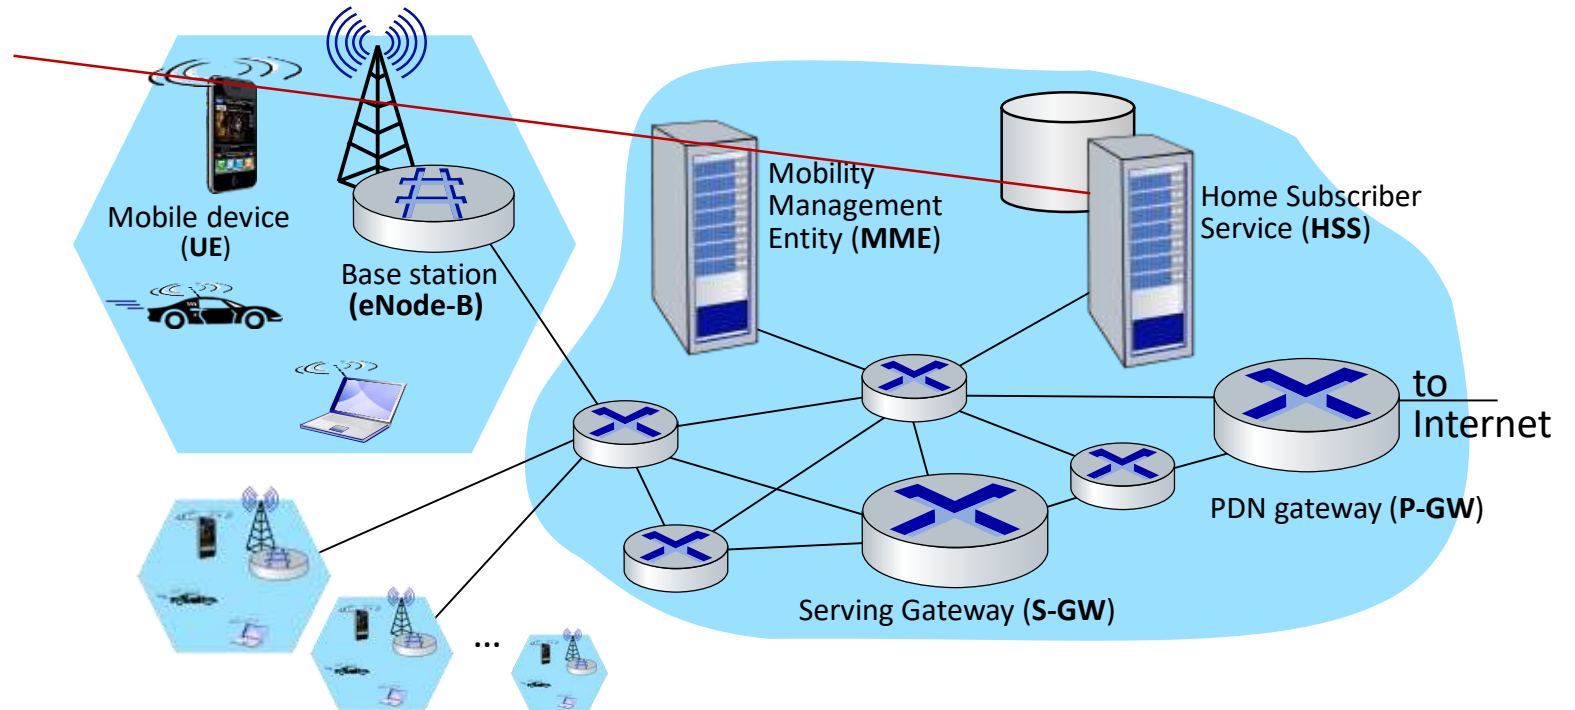 Mobile device
(UE)
Base station
(eNode-B)
Mobility
Management
Entity (MME)
Home Subscriber
Service (HSS)
to
Internet
PDN gateway (P-GW)
Serving Gateway (S-GW)
...